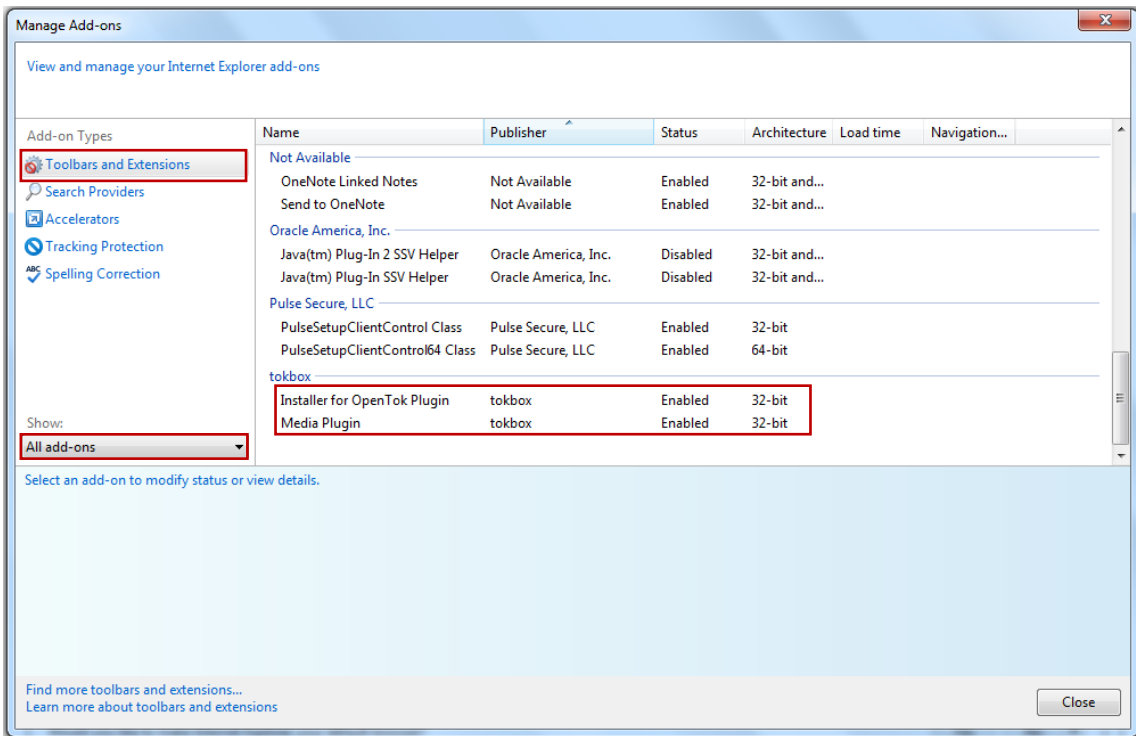 Manage Add-ons
View and manage your Internet Explorer add-ons
Add-on Types
Toolbars and Extensions
Search Providers
Accelerators
Tracking Protection
ABC Spelling Correction
Show:
All add-ons
Name Publisher Status Architecture Load time Navigation...
Not Available
OneNote Linked Notes Not Available Enabled 32-bit and...
Send to OneNote Not Available Enabled 32-bit and...
Oracle America, Inc.
Java(tm) Plug-In 2 SSV Helper Oracle America, Inc. Disabled 32-bit and...
Java(tm) Plug-In SSV Helper Oracle America, Inc. Disabled 32-bit and...
Pulse Secure, LLC
PulseSetupClientControl Class Pulse Secure, LLC Enabled 32-bit
PulseSetupClientControl64 Class Pulse Secure, LLC Enabled 64-bit
tokbox
Installer for OpenTok Plugin tokbox Enabled 32-bit
Media Plugin tokbox Enabled 32-bit
Select an add-on to modify status or view details.
Find more toolbars and extensions...
Learn more about toolbars and extensions
Close